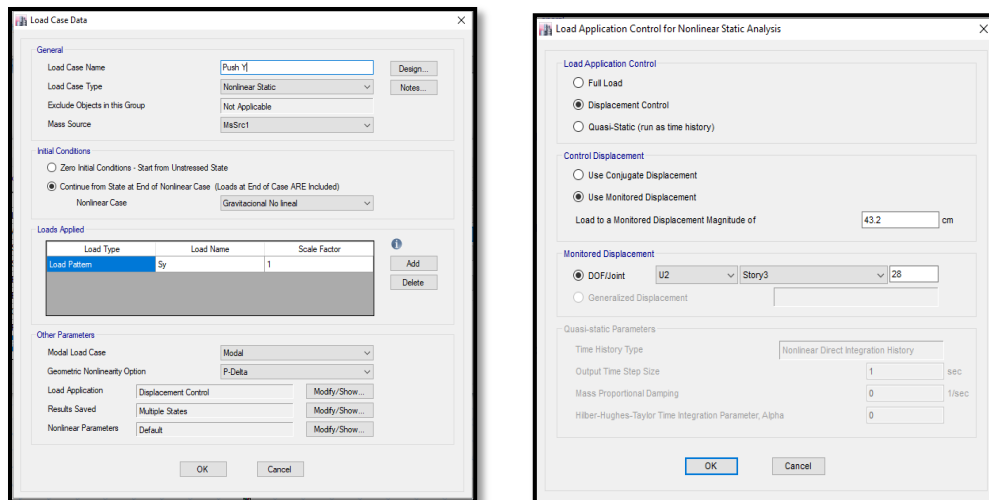 Load Case Data
General
Load Case Name Push Y Design...
Load Case Type Nonlinear Static Notes...
Exclude Objects in this Group Not Applicable
Mass Source MsSrc1
Initial Conditions
Zero Initial Conditions - Start from Unstressed State
Continue from State at End of Nonlinear Case (Loads at End of Case ARE Included)
Nonlinear Case Gravitacional No lineal
Loads Applied
Load Type Load Name Scale Factor
Load Pattern Sy 1 Add
Delete
Other Parameters
Modal Load Case Modal
Geometric Nonlinearity Option P-Delta
Load Application Displacement Control Modify/Show...
Results Saved Multiple States Modify/Show...
Nonlinear Parameters Default Modify/Show...
OK Cancel
Load Application Control for Nonlinear Static Analysis
Load Application Control
Full Load
Displacement Control
Quasi-Static (run as time history)
Control Displacement
Use Conjugate Displacement
Use Monitored Displacement
Load to a Monitored Displacement Magnitude of 43.2 cm
Monitored Displacement
DOF/Joint U2 Story3 28
Generalized Displacement
Quasi-static Parameters
Time History Type Nonlinear Direct Integration History
Output Time Step Size 1 sec
Mass Proportional Damping 0 1/sec
Hilber-Hughes-Taylor Time Integration Parameter, Alpha 0
OK Cancel